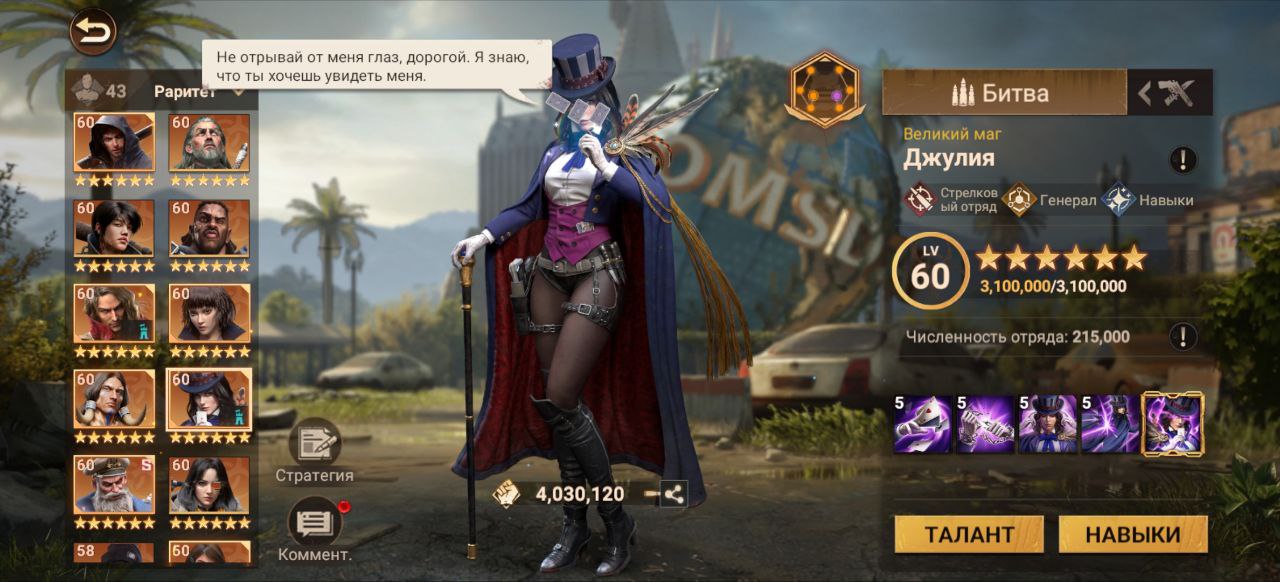 Не отрывай от меня глаз, дорогой. Я знаю,
что ты хочешь увидеть меня.
43
Раритет
60
60
60
60
60
60
60
60
60
S
60
58
60
OMSU
Стратегия
Коммент.
4,030,120
Битва
Великий маг
Джулия
!
Стрелков
ый отряд
Генерал
Навыки
LV
60
3,100,000/3,100,000
Численность отряда: 215,000
!
5
5
5
5
ТАЛАНТ
НАВЫКИ